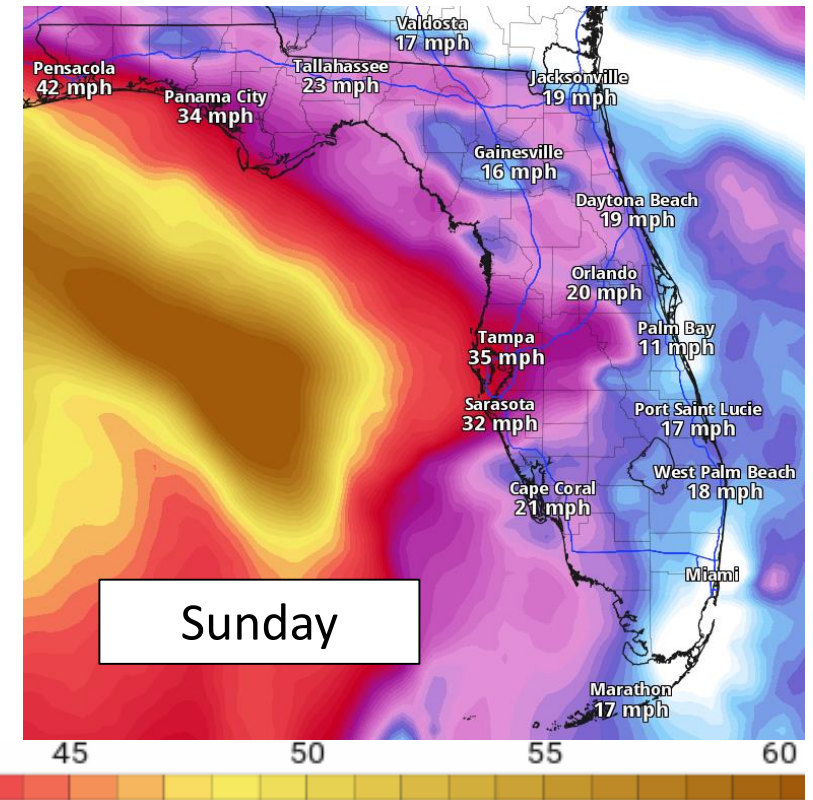 Valdosta
17 mph
Pensacola
42 mph
Tallahassee
23 mph
Jacksonville
19 mph
Panama City
34 mph
Gainesville
16 mph
Daytona Beach
19 mph
Orlando
20 mph
Tampa
35 mph
Palm Bay
11 mph
Sarasota
32 mph
Port Saint Lucie
17 mph
West Palm Beach
18 mph
Cape Coral
21 mph
Miami
Sunday
Marathon
17 mph
45 50 55 60